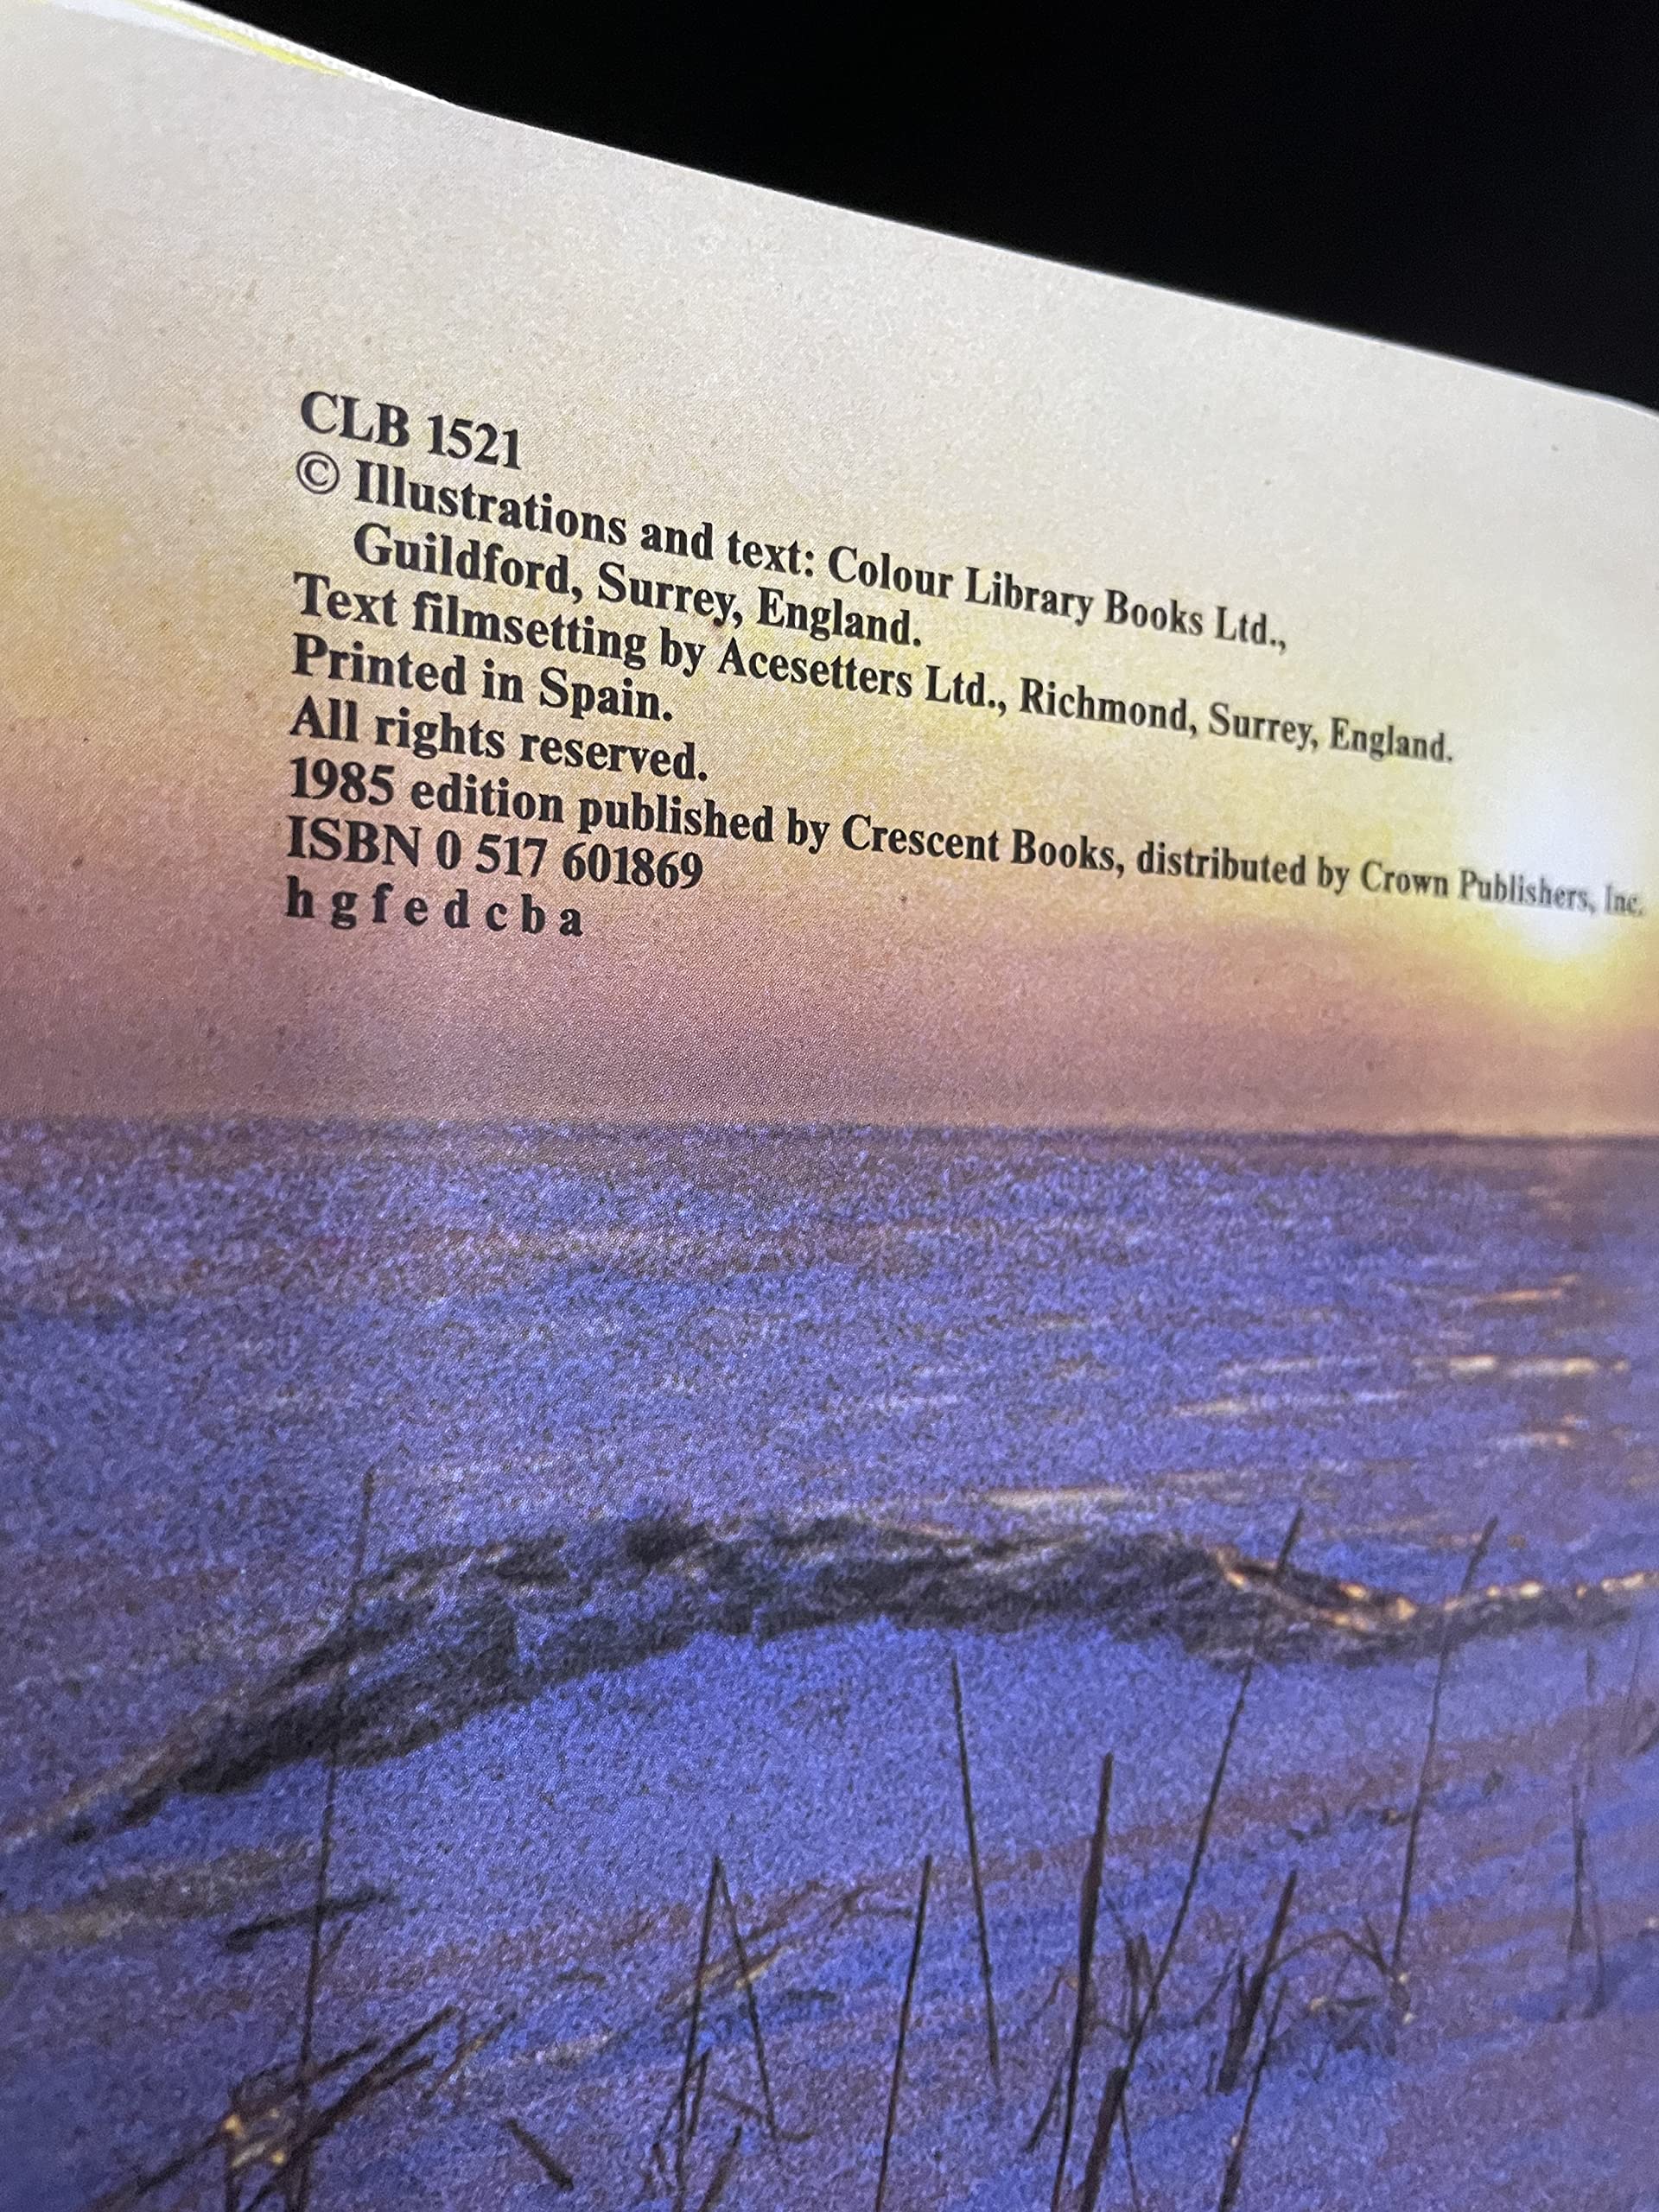 CLB 1521
© Illustrations and text: Colour Library Books Ltd.,
Guildford, Surrey, England.
Text filmsetting by Acesetters Ltd., Richmond, Surrey, England.
Printed in Spain.
All rights reserved.
1985 edition published by Crescent Books, distributed by Crown Publishers, Inc.
ISBN 0 517 601869
h g f e d c b a